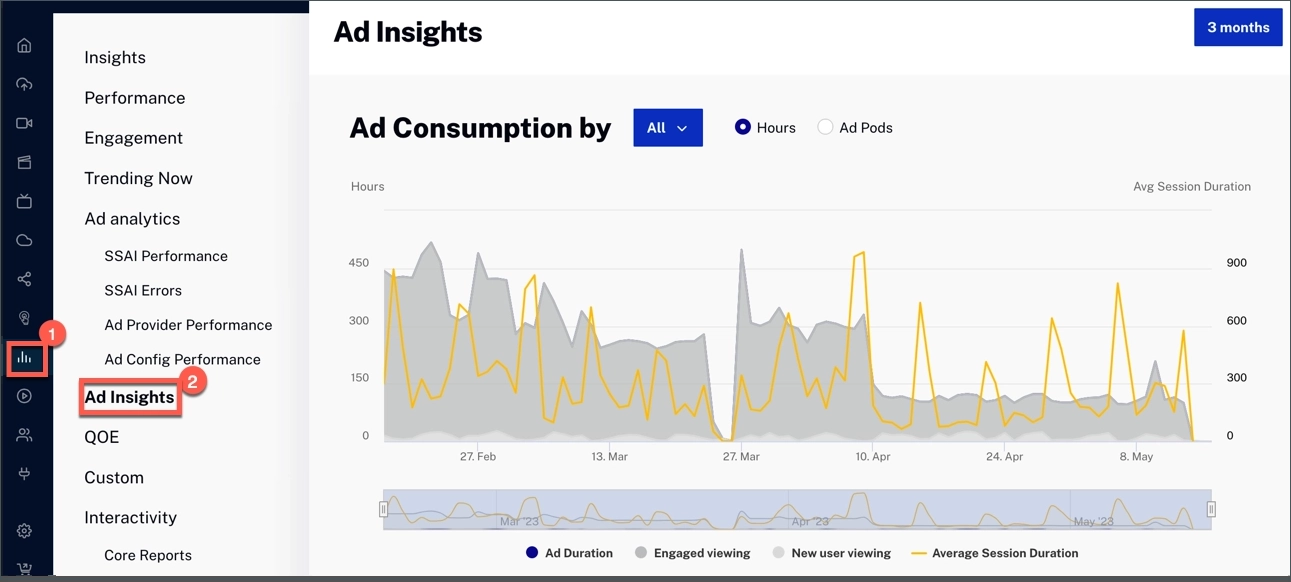 Insights
Performance
Engagement
Trending Now
Ad analytics
SSAI Performance
SSAI Errors
Ad Provider Performance
Ad Config Performance
Ad Insights
QOE
Custom
Interactivity
Core Reports
1
2
Ad Insights
3 months
Ad Consumption by
All
Hours
Ad Pods
Hours
Avg Session Duration
450
300
150
0
900
600
300
0
27. Feb
13. Mar
27. Mar
10. Apr
24. Apr
8. May
Mar '23
Apr '23
May '23
Ad Duration
Engaged viewing
New user viewing
Average Session Duration